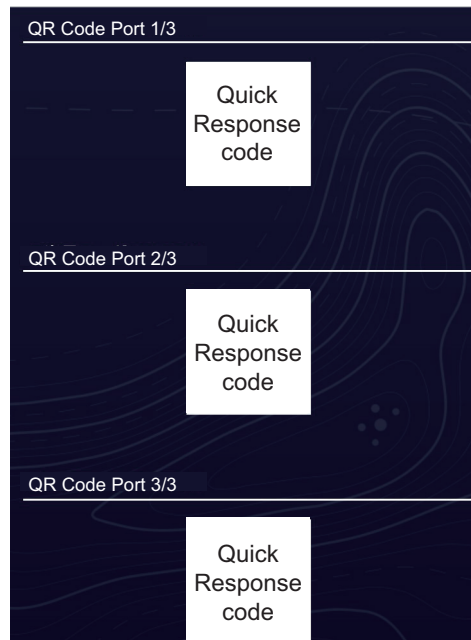 QR Code Port 1/3
Quick
Response
code
QR Code Port 2/3
Quick
Response
code
QR Code Port 3/3
Quick
Response
code